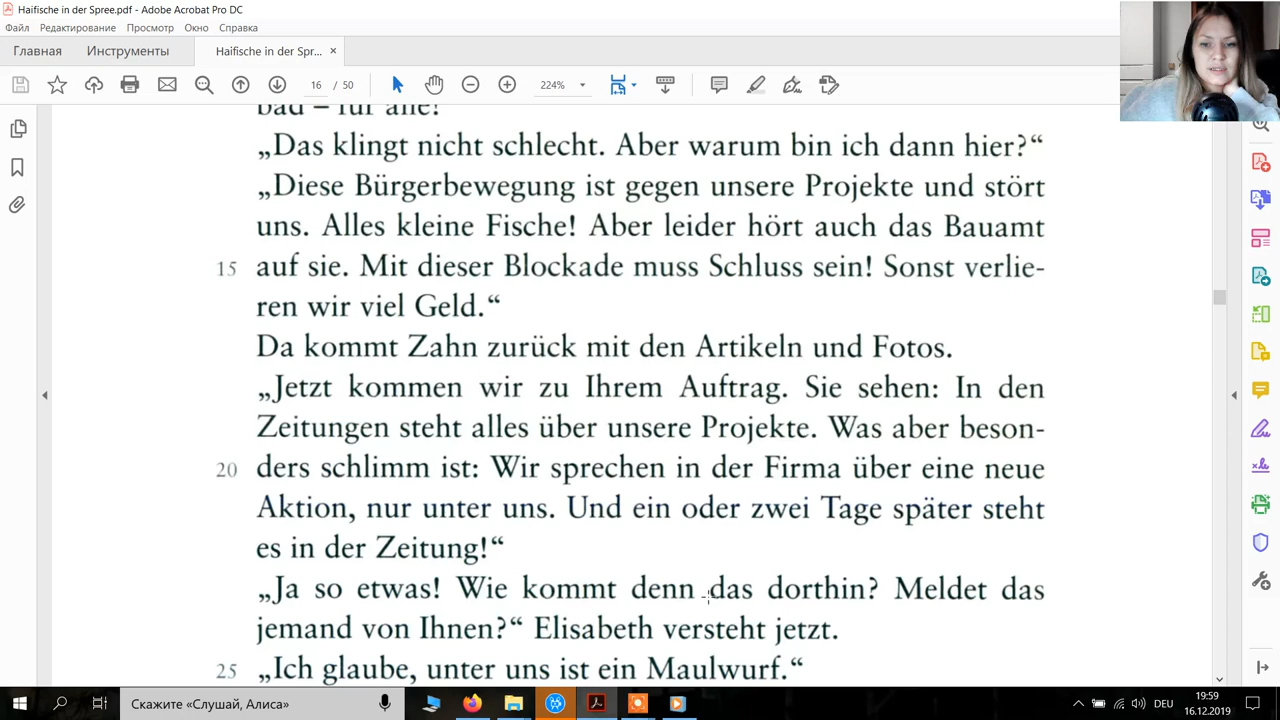 Haifische in der Spree.pdf - Adobe Acrobat Pro DC
Файл Редактирование Просмотр Окно Справка
Главная Инструменты Haifische in der Spr... ×
16 / 50 224%
bad – für alle!
„Das klingt nicht schlecht. Aber warum bin ich dann hier?“
„Diese Bürgerbewegung ist gegen unsere Projekte und stört
uns. Alles kleine Fische! Aber leider hört auch das Bauamt
15 auf sie. Mit dieser Blockade muss Schluss sein! Sonst verlie-
ren wir viel Geld.“
Da kommt Zahn zurück mit den Artikeln und Fotos.
„Jetzt kommen wir zu Ihrem Auftrag. Sie sehen: In den
Zeitungen steht alles über unsere Projekte. Was aber beson-
20 ders schlimm ist: Wir sprechen in der Firma über eine neue
Aktion, nur unter uns. Und ein oder zwei Tage später steht
es in der Zeitung!“
„Ja so etwas! Wie kommt denn das dorthin? Meldet das
jemand von Ihnen?“ Elisabeth versteht jetzt.
25 „Ich glaube, unter uns ist ein Maulwurf.“
Скажите «Слушай, Алиса»
DEU
19:59
16.12.2019